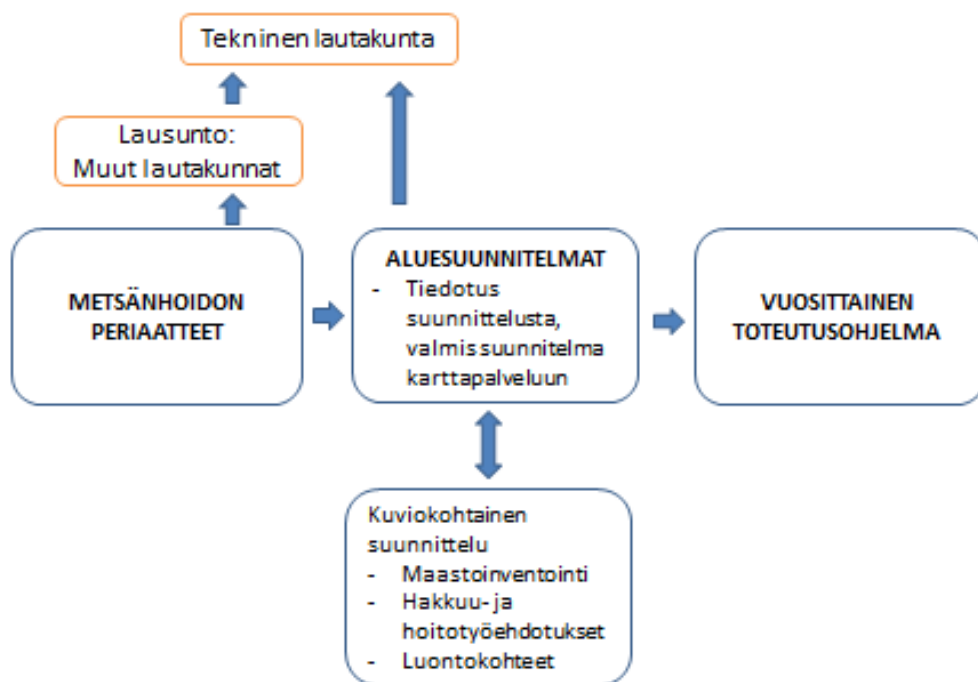 Tekninen lautakunta
Lausunto:
Muut lautakunnat
METSÄNHOIDON
PERIAATTEET
ALUESUUNNITELMAT
- Tiedotus
suunnittelusta,
valmis suunnitelma
karttapalveluun
VUOSITTAINEN
TOTEUTUSOHJELMA
Kuviokohtainen
suunnittelu
- Maastoinventointi
- Hakkuu- ja
hoitotyöehdotukset
- Luontokohteet